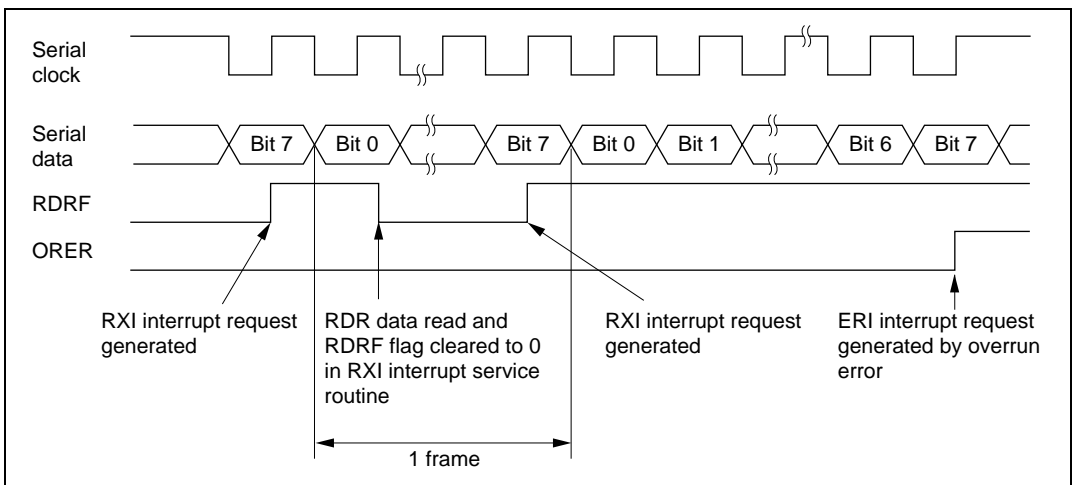 Serial
clock
Serial
data
Bit 7
Bit 0
Bit 7
Bit 0
Bit 1
Bit 6
Bit 7
RDRF
ORER
RXI interrupt request
generated
RDR data read and
RDRF flag cleared to 0
in RXI interrupt service
routine
RXI interrupt request
generated
ERI interrupt request
generated by overrun
error
1 frame